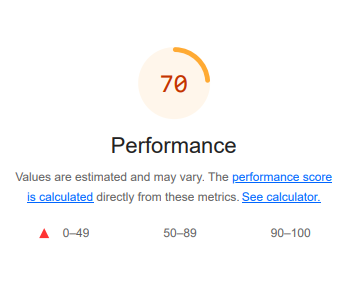 70
Performance
Values are estimated and may vary. The performance score
is calculated directly from these metrics. See calculator.
0–49 50–89 90–100